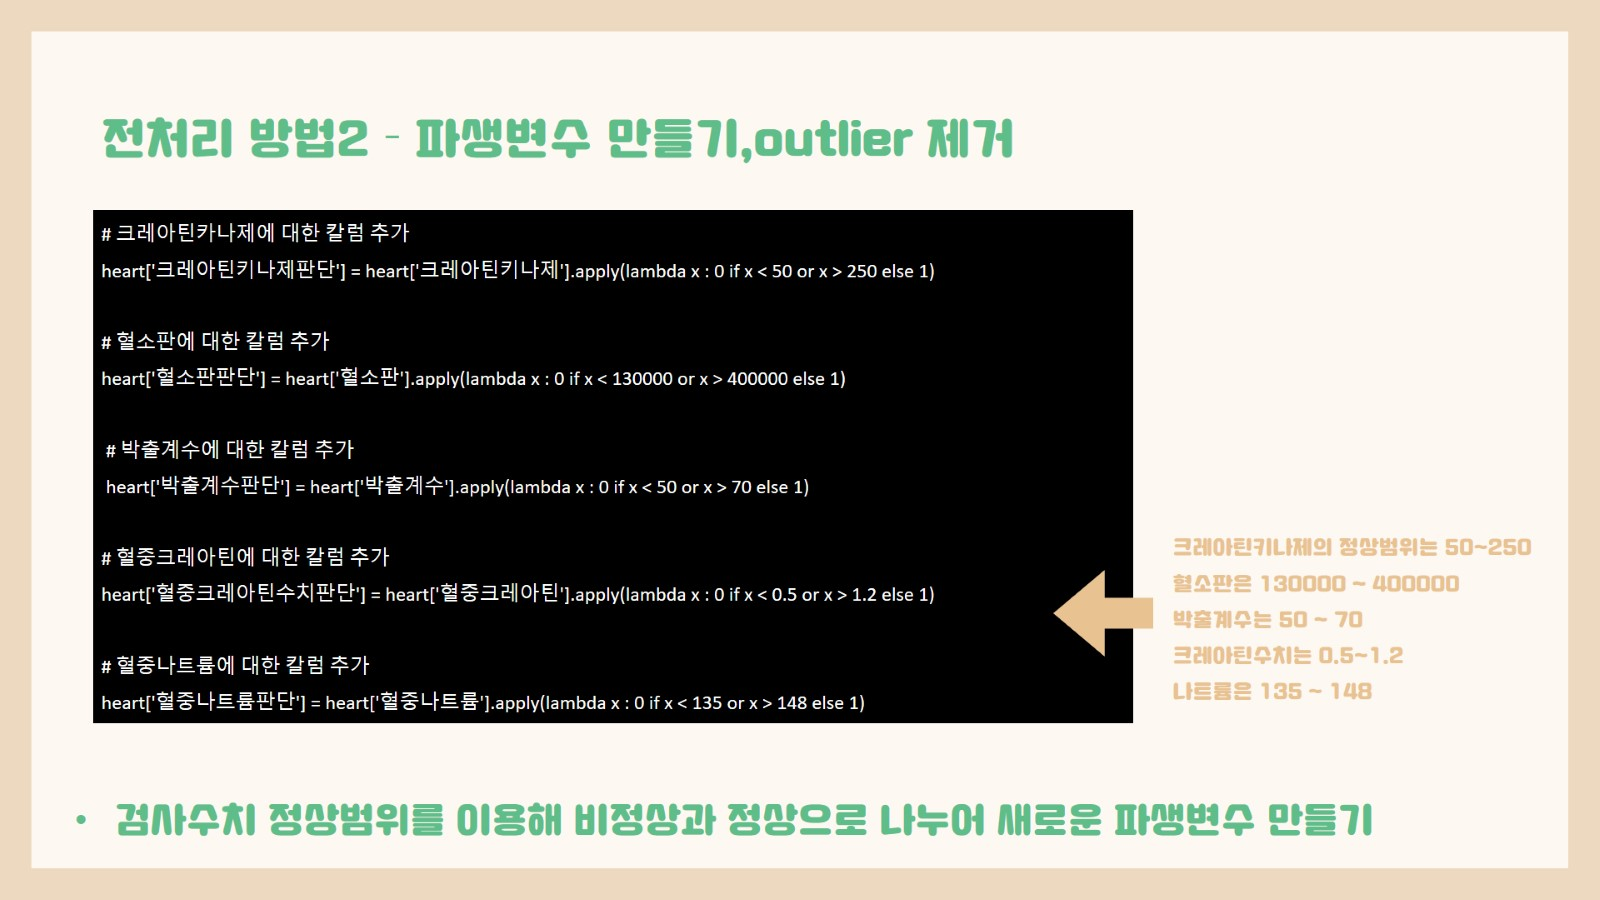 전처리 방법2 - 파생변수 만들기,outlier 제거
# 크레아틴카나제에 대한 칼럼 추가
heart['크레아틴키나제판단'] = heart['크레아틴키나제'].apply(lambda x : 0 if x < 50 or x > 250 else 1)
# 혈소판에 대한 칼럼 추가
heart['혈소판판단'] = heart['혈소판'].apply(lambda x : 0 if x < 130000 or x > 400000 else 1)
# 박출계수에 대한 칼럼 추가
heart['박출계수판단'] = heart['박출계수'].apply(lambda x : 0 if x < 50 or x > 70 else 1)
# 혈중크레아틴에 대한 칼럼 추가
heart['혈중크레아틴수치판단'] = heart['혈중크레아틴'].apply(lambda x : 0 if x < 0.5 or x > 1.2 else 1)
# 혈중나트륨에 대한 칼럼 추가
heart['혈중나트륨판단'] = heart['혈중나트륨'].apply(lambda x : 0 if x < 135 or x > 148 else 1)
크레아틴키나제의 정상범위는 50~250
혈소판은 130000 ~ 400000
박출계수는 50 ~ 70
크레아틴수치는 0.5~1.2
나트륨은 135 ~ 148
• 검사수치 정상범위를 이용해 비정상과 정상으로 나누어 새로운 파생변수 만들기